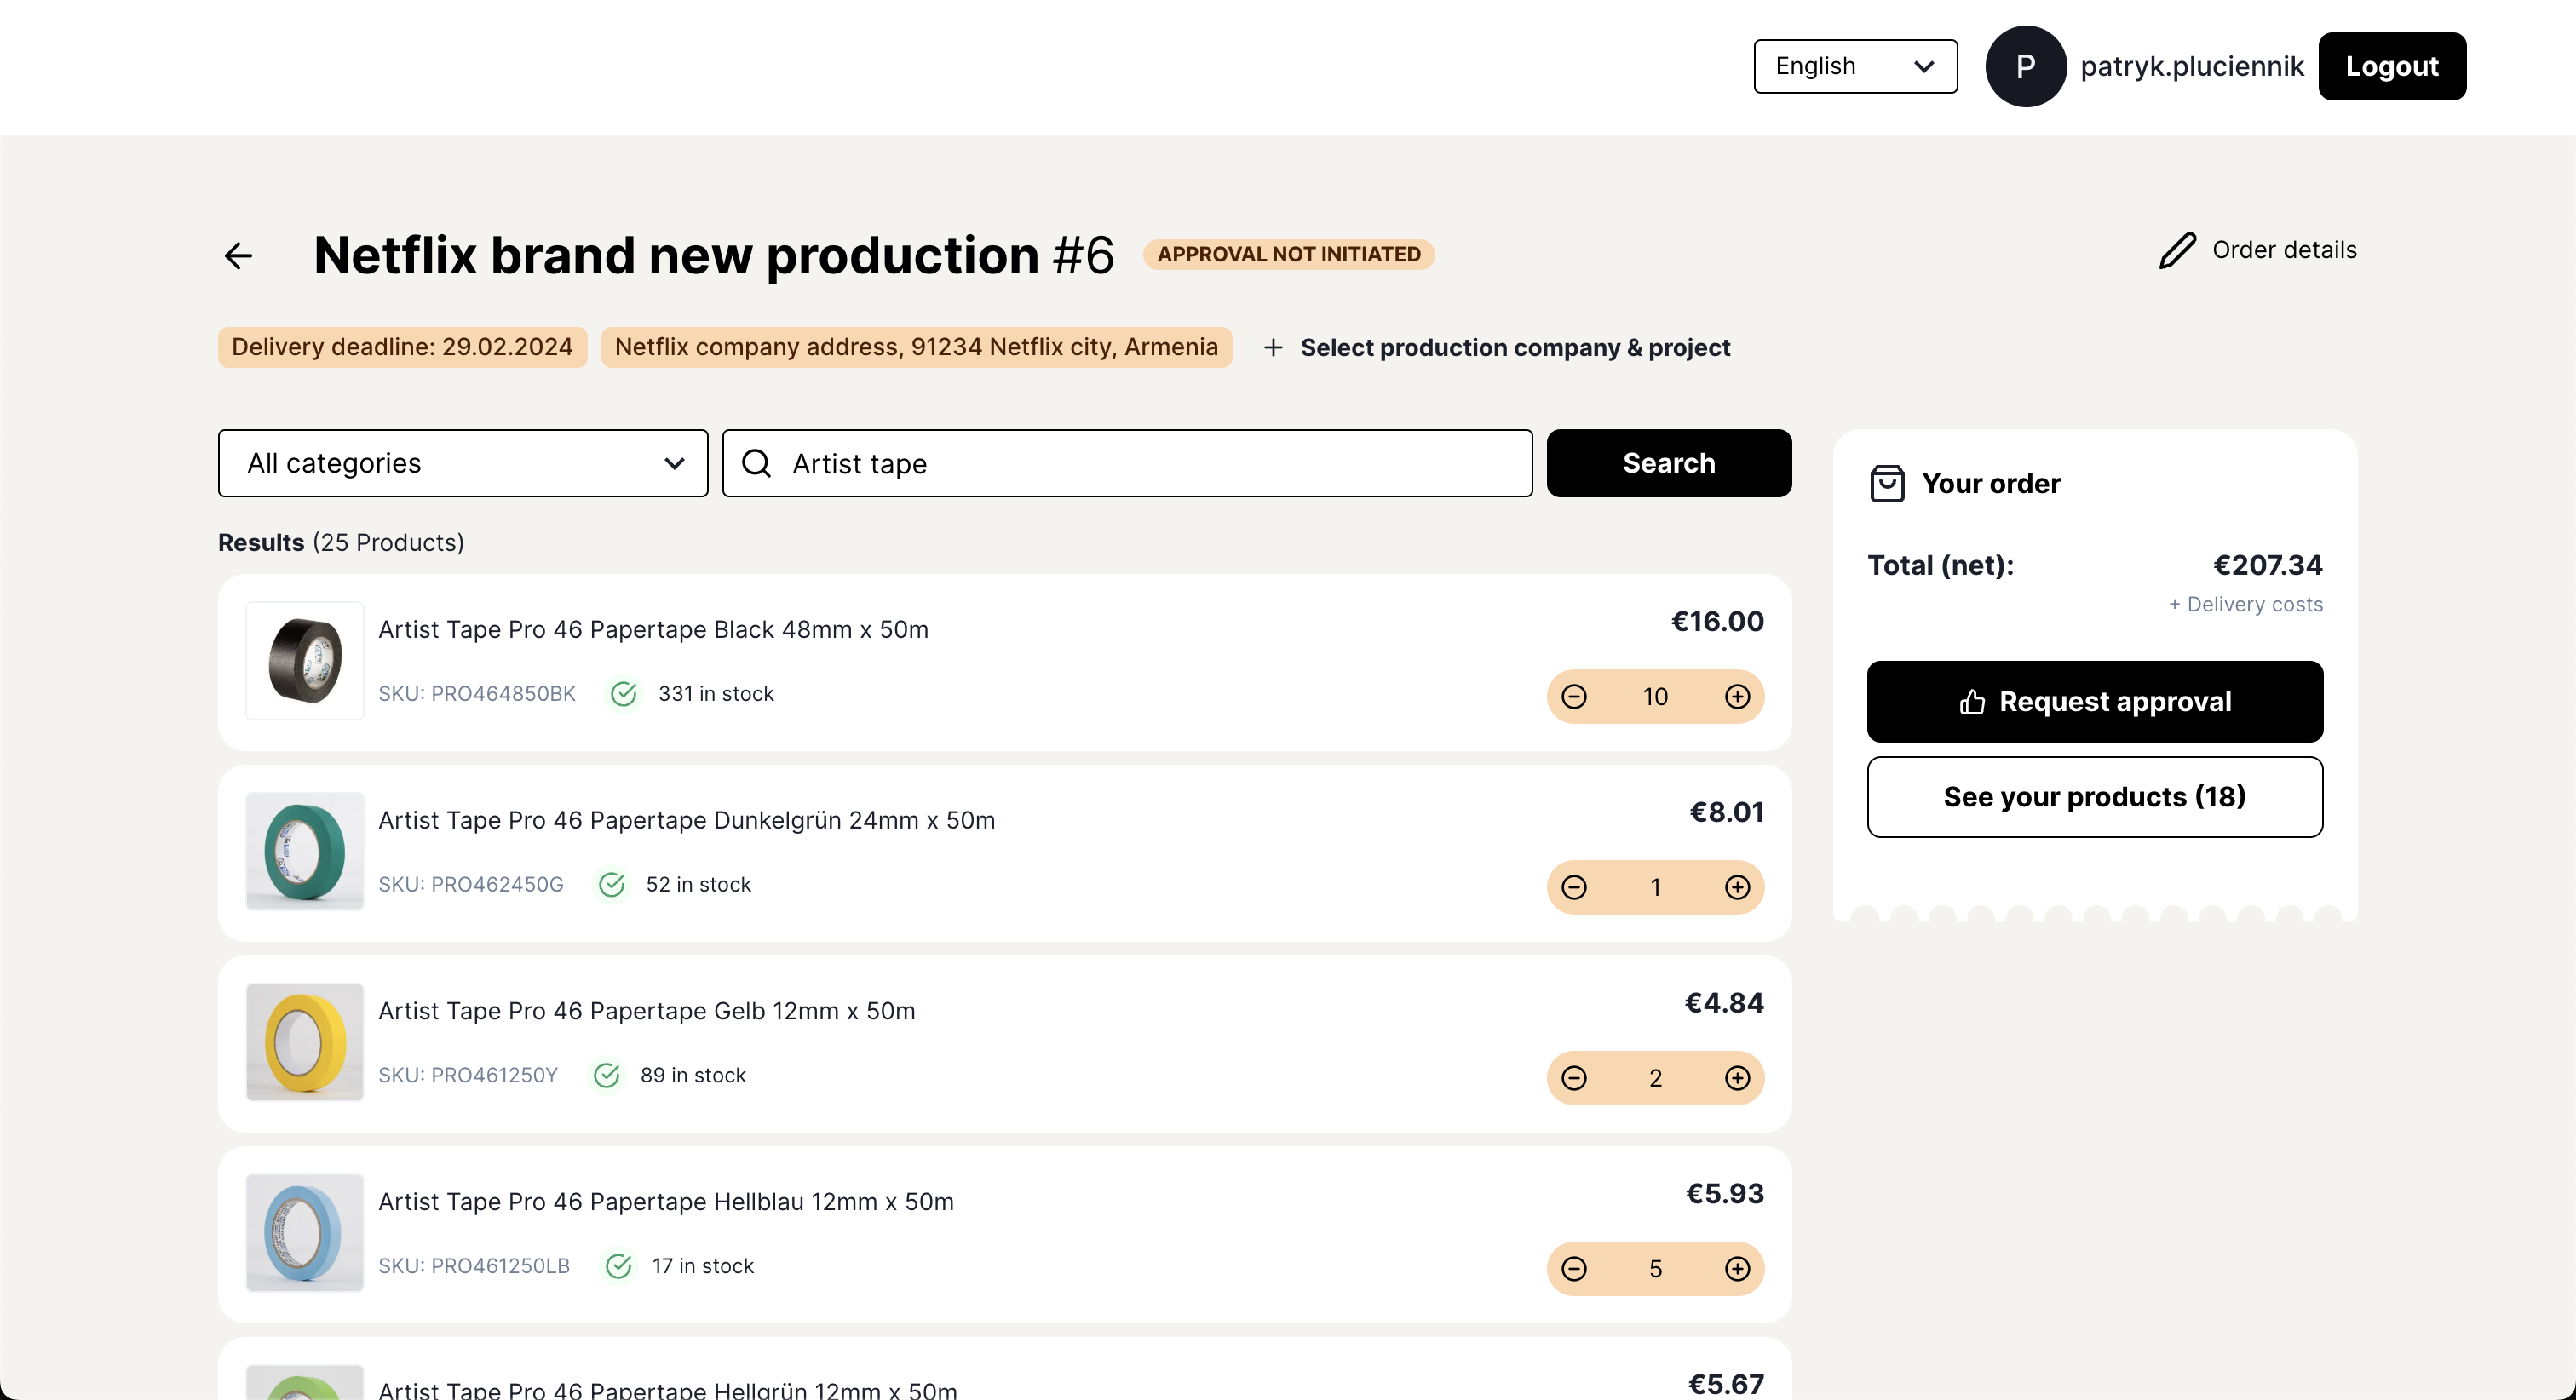 English
P
patryk.pluciennik
Logout
Netflix brand new production #6
APPROVAL NOT INITIATED
Order details
Delivery deadline: 29.02.2024
Netflix company address, 91234 Netflix city, Armenia
+ Select production company & project
All categories
Artist tape
Search
Results (25 Products)
Artist Tape Pro 46 Papertape Black 48mm x 50m
€16.00
SKU: PRO464850BK
331 in stock
10
Artist Tape Pro 46 Papertape Dunkelgrün 24mm x 50m
€8.01
SKU: PRO462450G
52 in stock
1
Artist Tape Pro 46 Papertape Gelb 12mm x 50m
€4.84
SKU: PRO461250Y
89 in stock
2
Artist Tape Pro 46 Papertape Hellblau 12mm x 50m
€5.93
SKU: PRO461250LB
17 in stock
5
Artist Tape Pro 46 Papertape Hellgrün 12mm x 50m
€5.67
Your order
Total (net):
€207.34
+ Delivery costs
Request approval
See your products (18)